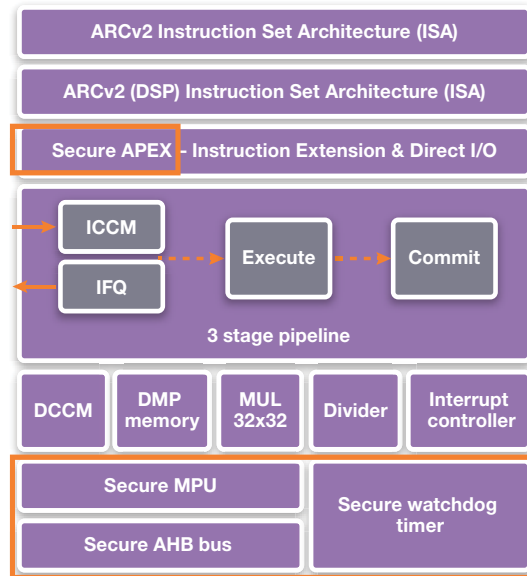 ARCv2 Instruction Set Architecture (ISA)
ARCv2 (DSP) Instruction Set Architecture (ISA)
Secure APEX - Instruction Extension & Direct I/O
ICCM
IFQ
Execute
Commit
3 stage pipeline
DCCM
DMP
memory
MUL
32x32
Divider
Interrupt
controller
Secure MPU
Secure AHB bus
Secure watchdog
timer